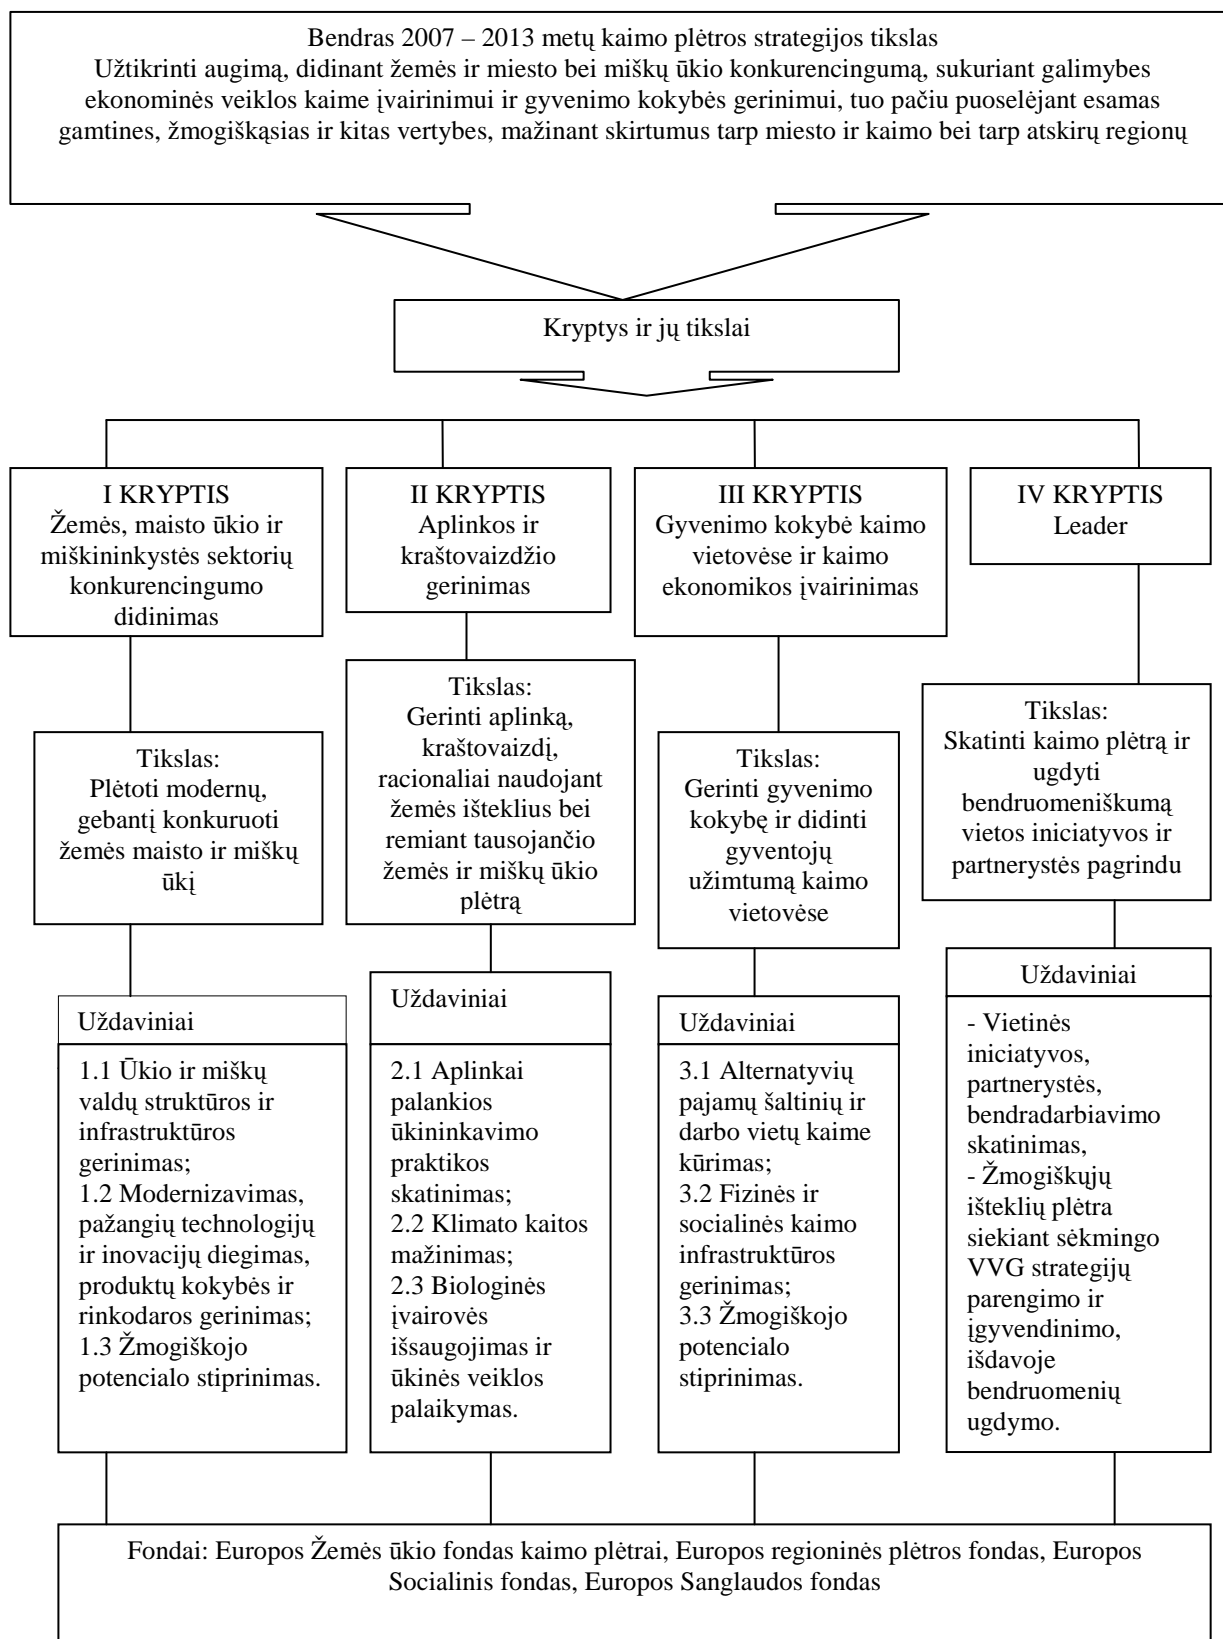 Bendras 2007 – 2013 metų kaimo plėtros strategijos tikslas
Užtikrinti augimą, didinant žemės ir miesto bei miškų ūkio konkurencingumą, sukuriant galimybes
ekonominės veiklos kaime įvairinimui ir gyvenimo kokybės gerinimui, tuo pačiu puoselėjant esamas
gamtines, žmogiškąsias ir kitas vertybes, mažinant skirtumus tarp miesto ir kaimo bei tarp atskirų regionų
Kryptys ir jų tikslai
I KRYPTIS
Žemės, maisto ūkio ir
miškininkystės sektorių
konkurencingumo
didinimas
II KRYPTIS
Aplinkos ir
kraštovaizdžio
gerinimas
III KRYPTIS
Gyvenimo kokybė kaimo
vietovėse ir kaimo
ekonomikos įvairinimas
IV KRYPTIS
Leader
Tikslas:
Plėtoti modernų,
gebantį konkuruoti
žemės maisto ir miškų
ūkį
Tikslas:
Gerinti aplinką,
kraštovaizdį,
racionaliai naudojant
žemės išteklius bei
remiant tausojančio
žemės ir miškų ūkio
plėtrą
Tikslas:
Gerinti gyvenimo
kokybę ir didinti
gyventojų
užimtumą kaimo
vietovėse
Tikslas:
Skatinti kaimo plėtrą ir
ugdyti
bendruomeniškumą
vietos iniciatyvos ir
partnerystės pagrindu
Uždaviniai
1.1 Ūkio ir miškų
valdų struktūros ir
infrastruktūros
gerinimas;
1.2 Modernizavimas,
pažangių technologijų
ir inovacijų diegimas,
produktų kokybės ir
rinkodaros gerinimas;
1.3 Žmogiškojo
potencialo stiprinimas.
Uždaviniai
2.1 Aplinkai
palankios
ūkininkavimo
praktikos
skatinimas;
2.2 Klimato kaitos
mažinimas;
2.3 Biologinės
įvairovės
išsaugojimas ir
ūkinės veiklos
palaikymas.
Uždaviniai
3.1 Alternatyvių
pajamų šaltinių ir
darbo vietų kaime
kūrimas;
3.2 Fizinės ir
socialinės kaimo
infrastruktūros
gerinimas;
3.3 Žmogiškojo
potencialo
stiprinimas.
Uždaviniai
- Vietinės
iniciatyvos,
partnerystės,
bendradarbiavimo
skatinimas,
- Žmogiškųjų
išteklių plėtra
siekiant sėkmingo
VVG strategijų
parengimo ir
įgyvendinimo,
išdavoje
bendruomenių
ugdymo.
Fondai: Europos Žemės ūkio fondas kaimo plėtrai, Europos regioninės plėtros fondas, Europos
Socialinis fondas, Europos Sanglaudos fondas